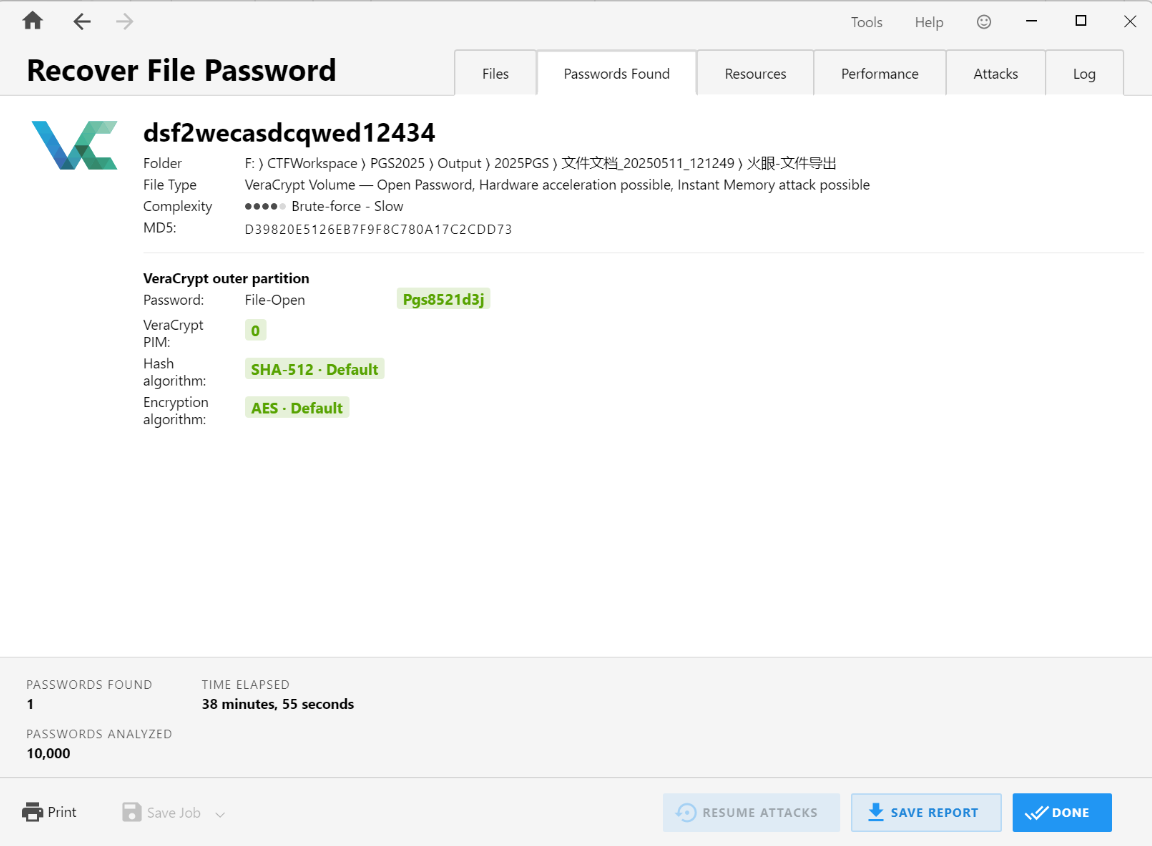 Tools Help
Recover File Password
Files Passwords Found Resources Performance Attacks Log
dsf2wecasdcqwed12434
Folder F: ⟩ CTFWorkspace ⟩ PGS2025 ⟩ Output ⟩ 2025PGS ⟩ 文件文档_20250511_121249 ⟩ 火眼-文件导出
File Type VeraCrypt Volume — Open Password, Hardware acceleration possible, Instant Memory attack possible
Complexity Brute-force - Slow
MD5: D39820E5126EB7F9F8C780A17C2CDD73
VeraCrypt outer partition
Password: File-Open Pgs8521d3j
VeraCrypt
PIM: 0
Hash
algorithm: SHA-512 · Default
Encryption
algorithm: AES · Default
PASSWORDS FOUND TIME ELAPSED
1 38 minutes, 55 seconds
PASSWORDS ANALYZED
10,000
Print Save Job RESUME ATTACKS SAVE REPORT DONE